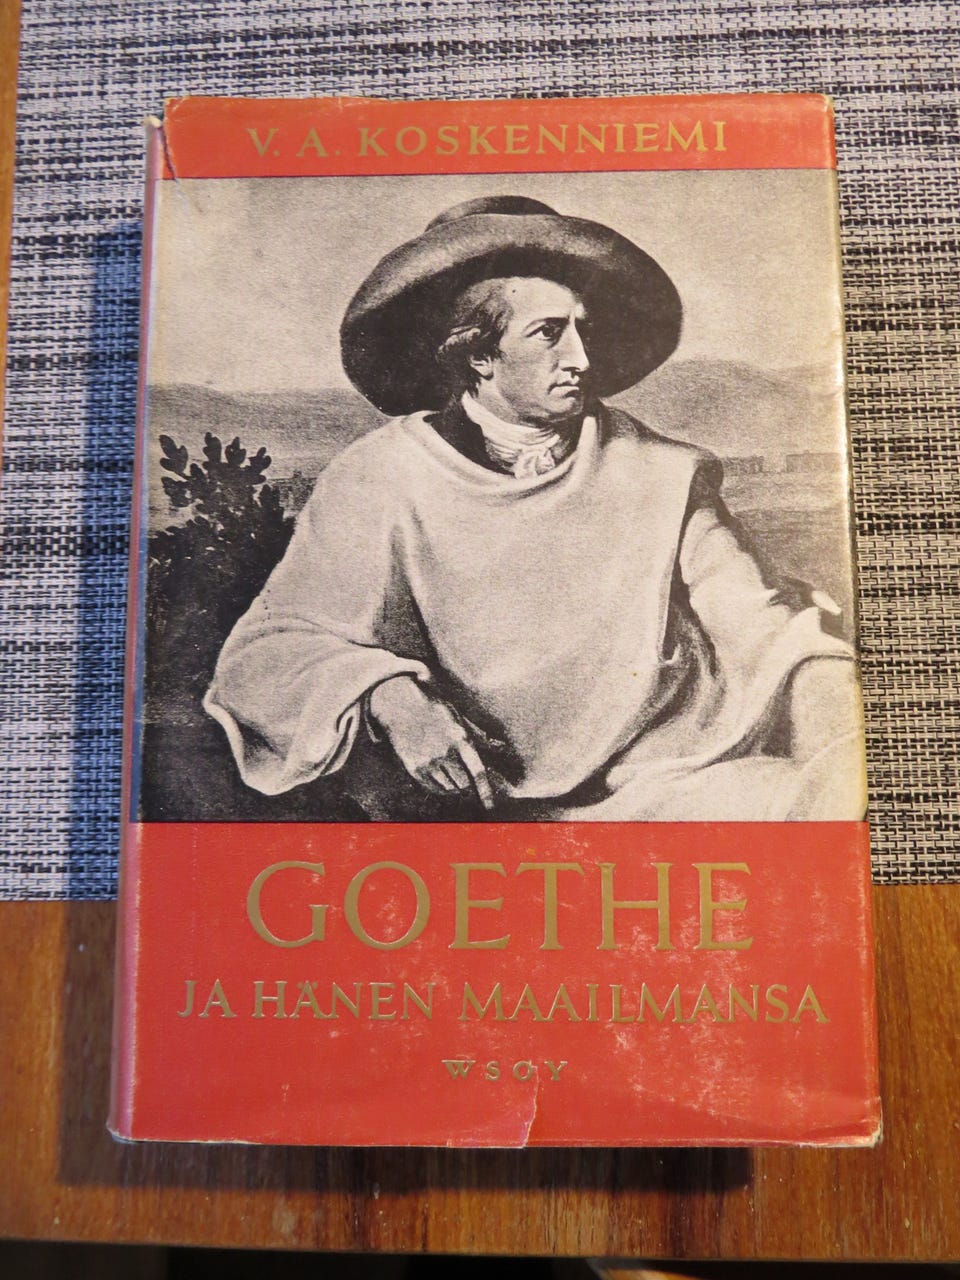 V. A. KOSKENNIEMI
GOETHE
JA HÄNEN MAAILMANSA
WSOY